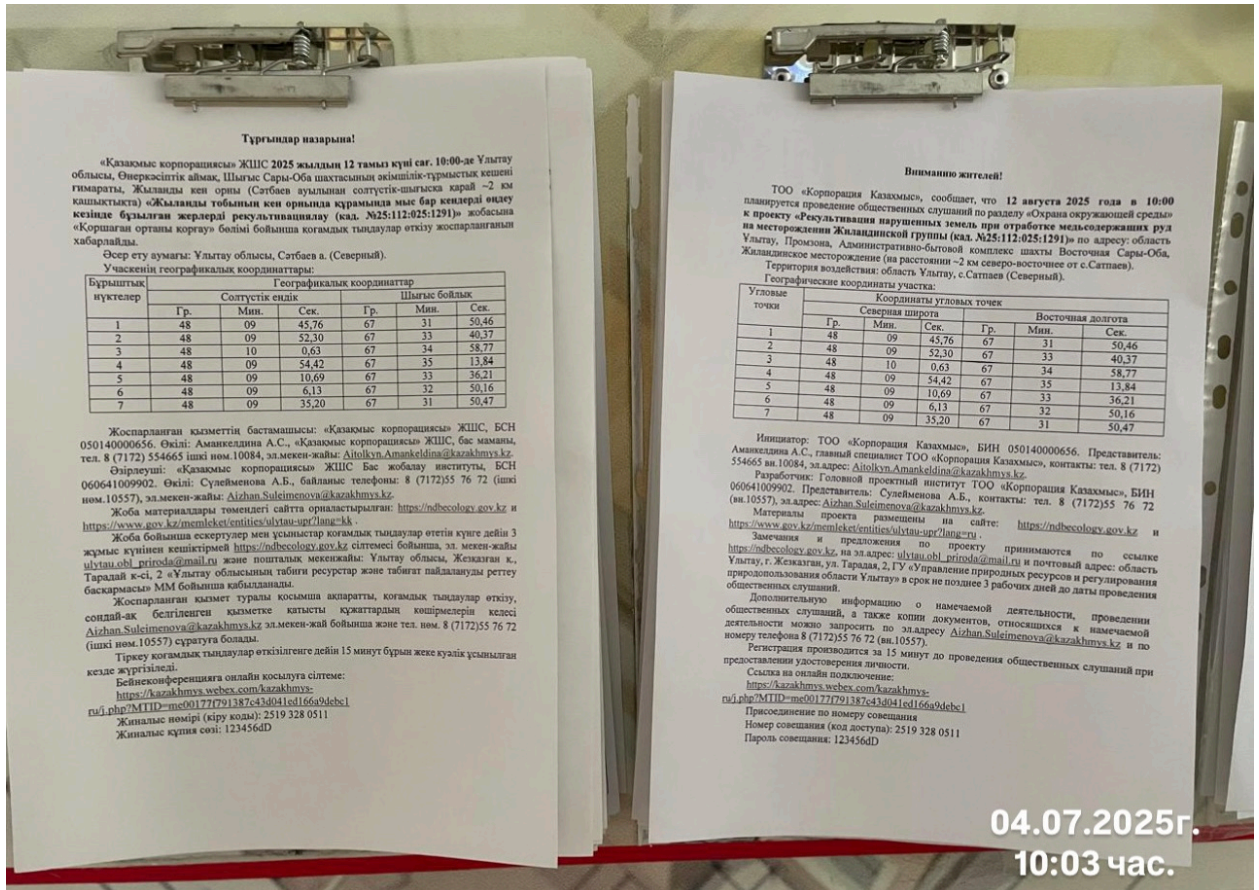 Тұрғындар назарына!
«Қазақмыс корпорациясы» ЖШС 2025 жылдың 12 тамыз күні сағ. 10:00-де Ұлытау
облысы, Өнеркәсіптік аймақ, Шығыс Сары-Оба шахтасының әкімшілік-тұрмыстық кешені
ғимараты, Жыланды кен орны (Сәтбаев ауылынан солтүстік-шығысқа қарай ~2 км
қашықтықта) «Жыланды тобының кен орнында құрамында мыс бар кендерді өңдеу
кезінде бұзылған жерлерді рекультивациялау (кад. №25:112:025:1291)» жобасына
«Қоршаған ортаны қорғау» бөлімі бойынша қоғамдық тыңдаулар өткізу жоспарланғанын
хабарлайды.
Әсер ету аумағы: Ұлытау облысы, Сәтбаев а. (Северный).
Учаскенің географикалық координаттары:
Бұрыштық нүктелер Географикалық координаттар
Солтүстік ендік Шығыс бойлық
Гр. Мин. Сек. Гр. Мин. Сек.
1 48 09 45,76 67 31 50,46
2 48 09 52,30 67 33 40,37
3 48 10 0,63 67 34 58,77
4 48 09 54,42 67 35 13,84
5 48 09 10,69 67 33 36,21
6 48 09 6,13 67 32 50,16
7 48 09 35,20 67 31 50,47
Жоспарланған қызметтің бастамашысы: «Қазақмыс корпорациясы» ЖШС, БСН
050140000656. Өкілі: Аманкелдина А.С., «Қазақмыс корпорациясы» ЖШС, бас маманы,
тел. 8 (7172) 554665 ішкі нөм.10084, эл.мекен-жайы: Aitolkyn.Amankeldina@kazakhmys.kz.
Әзірлеуші: «Қазақмыс корпорациясы» ЖШС Бас жобалау институты, БСН
060641009902. Өкілі: Сүлейменова А.Б., байланыс телефоны: 8 (7172)55 76 72 (ішкі
нөм.10557), эл.мекен-жайы: Aizhan.Suleimenova@kazakhmys.kz.
Жоба материалдары төмендегі сайтта орналастырылған: https://ndbecology.gov.kz и
https://www.gov.kz/memleket/entities/ulytau-upr?lang=kk .
Жоба бойынша ескертулер мен ұсыныстар қоғамдық тыңдаулар өтетін күнге дейін 3
жұмыс күнінен кешіктірмей https://ndbecology.gov.kz сілтемесі бойынша, эл. мекен-жайы
ulytau.obl_priroda@mail.ru және пошталық мекенжайы: Ұлытау облысы, Жезқазған қ.,
Тарадай к-сі, 2 «Ұлытау облысының табиғи ресурстар және табиғат пайдалануды реттеу
басқармасы» ММ бойынша қабылданады.
Жоспарланған қызмет туралы қосымша ақпаратты, қоғамдық тыңдаулар өткізу,
сондай-ақ белгіленген қызметке қатысты құжаттардың көшірмелерін келесі
Aizhan.Suleimenova@kazakhmys.kz эл.мекен-жай бойынша және тел. нөм. 8 (7172)55 76 72
(ішкі нөм.10557) сұратуға болады.
Тіркеу қоғамдық тыңдаулар өткізілгенге дейін 15 минут бұрын жеке куәлік ұсынылған
кезде жүргізіледі.
Бейнеконференцияға онлайн қосылуға сілтеме:
https://kazakhmys.webex.com/kazakhmys-
ru/j.php?MTID=me00177f791387c43d041ed166a9debc1
Жиналыс нөмірі (кіру коды): 2519 328 0511
Жиналыс құпия сөзі: 123456dD
Вниманию жителей!
ТОО «Корпорация Казахмыс», сообщает, что 12 августа 2025 года в 10:00
планируется проведение общественных слушаний по разделу «Охрана окружающей среды»
к проекту «Рекультивация нарушенных земель при отработке медьсодержащих руд
на месторождении Жиландинской группы (кад. №25:112:025:1291)» по адресу: область
Ұлытау, Промзона, Административно-бытовой комплекс шахты Восточная Сары-Оба,
Жиландинское месторождение (на расстоянии ~2 км северо-восточнее от с.Сатпаев).
Территория воздействия: область Ұлытау, с.Сатпаев (Северный).
Географические координаты участка:
Угловые точки Координаты угловых точек
Северная широта Восточная долгота
Гр. Мин. Сек. Гр. Мин. Сек.
1 48 09 45,76 67 31 50,46
2 48 09 52,30 67 33 40,37
3 48 10 0,63 67 34 58,77
4 48 09 54,42 67 35 13,84
5 48 09 10,69 67 33 36,21
6 48 09 6,13 67 32 50,16
7 48 09 35,20 67 31 50,47
Инициатор: ТОО «Корпорация Казахмыс», БИН 050140000656. Представитель:
Аманкелдина А.С., главный специалист ТОО «Корпорация Казахмыс», контакты: тел. 8 (7172)
554665 вн.10084, эл.адрес: Aitolkyn.Amankeldina@kazakhmys.kz.
Разработчик: Головной проектный институт ТОО «Корпорация Казахмыс», БИН
060641009902. Представитель: Сулейменова А.Б., контакты: тел. 8 (7172)55 76 72
(вн.10557), эл.адрес: Aizhan.Suleimenova@kazakhmys.kz.
Материалы проекта размещены на сайте: https://ndbecology.gov.kz и
https://www.gov.kz/memleket/entities/ulytau-upr?lang=ru .
Замечания и предложения по проекту принимаются по ссылке
https://ndbecology.gov.kz, на эл.адрес: ulytau.obl_priroda@mail.ru и почтовый адрес: область
Ұлытау, г. Жезказган, ул. Тарадая, 2, ГУ «Управление природных ресурсов и регулирования
природопользования области Ұлытау» в срок не позднее 3 рабочих дней до даты проведения
общественных слушаний.
Дополнительную информацию о намечаемой деятельности, проведении
общественных слушаний, а также копии документов, относящихся к намечаемой
деятельности можно запросить по эл.адресу Aizhan.Suleimenova@kazakhmys.kz и по
номеру телефона 8 (7172)55 76 72 (вн.10557).
Регистрация производится за 15 минут до проведения общественных слушаний при
предоставлении удостоверения личности.
Ссылка на онлайн подключение:
https://kazakhmys.webex.com/kazakhmys-
ru/j.php?MTID=me00177f791387c43d041ed166a9debc1
Присоединение по номеру совещания
Номер совещания (код доступа): 2519 328 0511
Пароль совещания: 123456dD
04.07.2025г.
10:03 час.